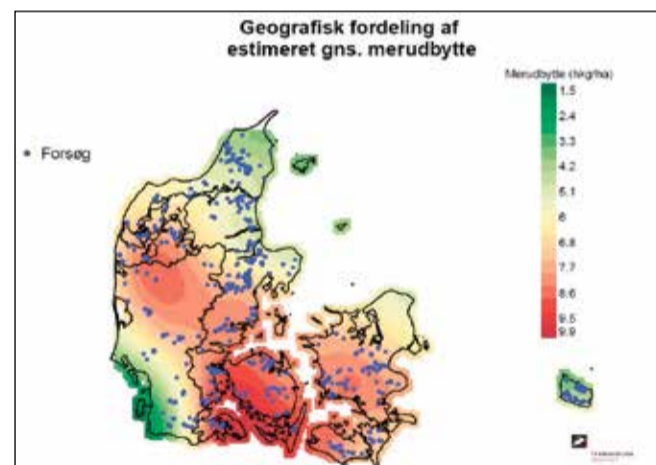 Geografisk fordeling af
estimeret gns. merudbytte
Merudbytte (hkg/ha)
1.5
2.4
3.3
4.2
5.1
6
6.8
7.7
8.6
9.5
9.9
Forsøg